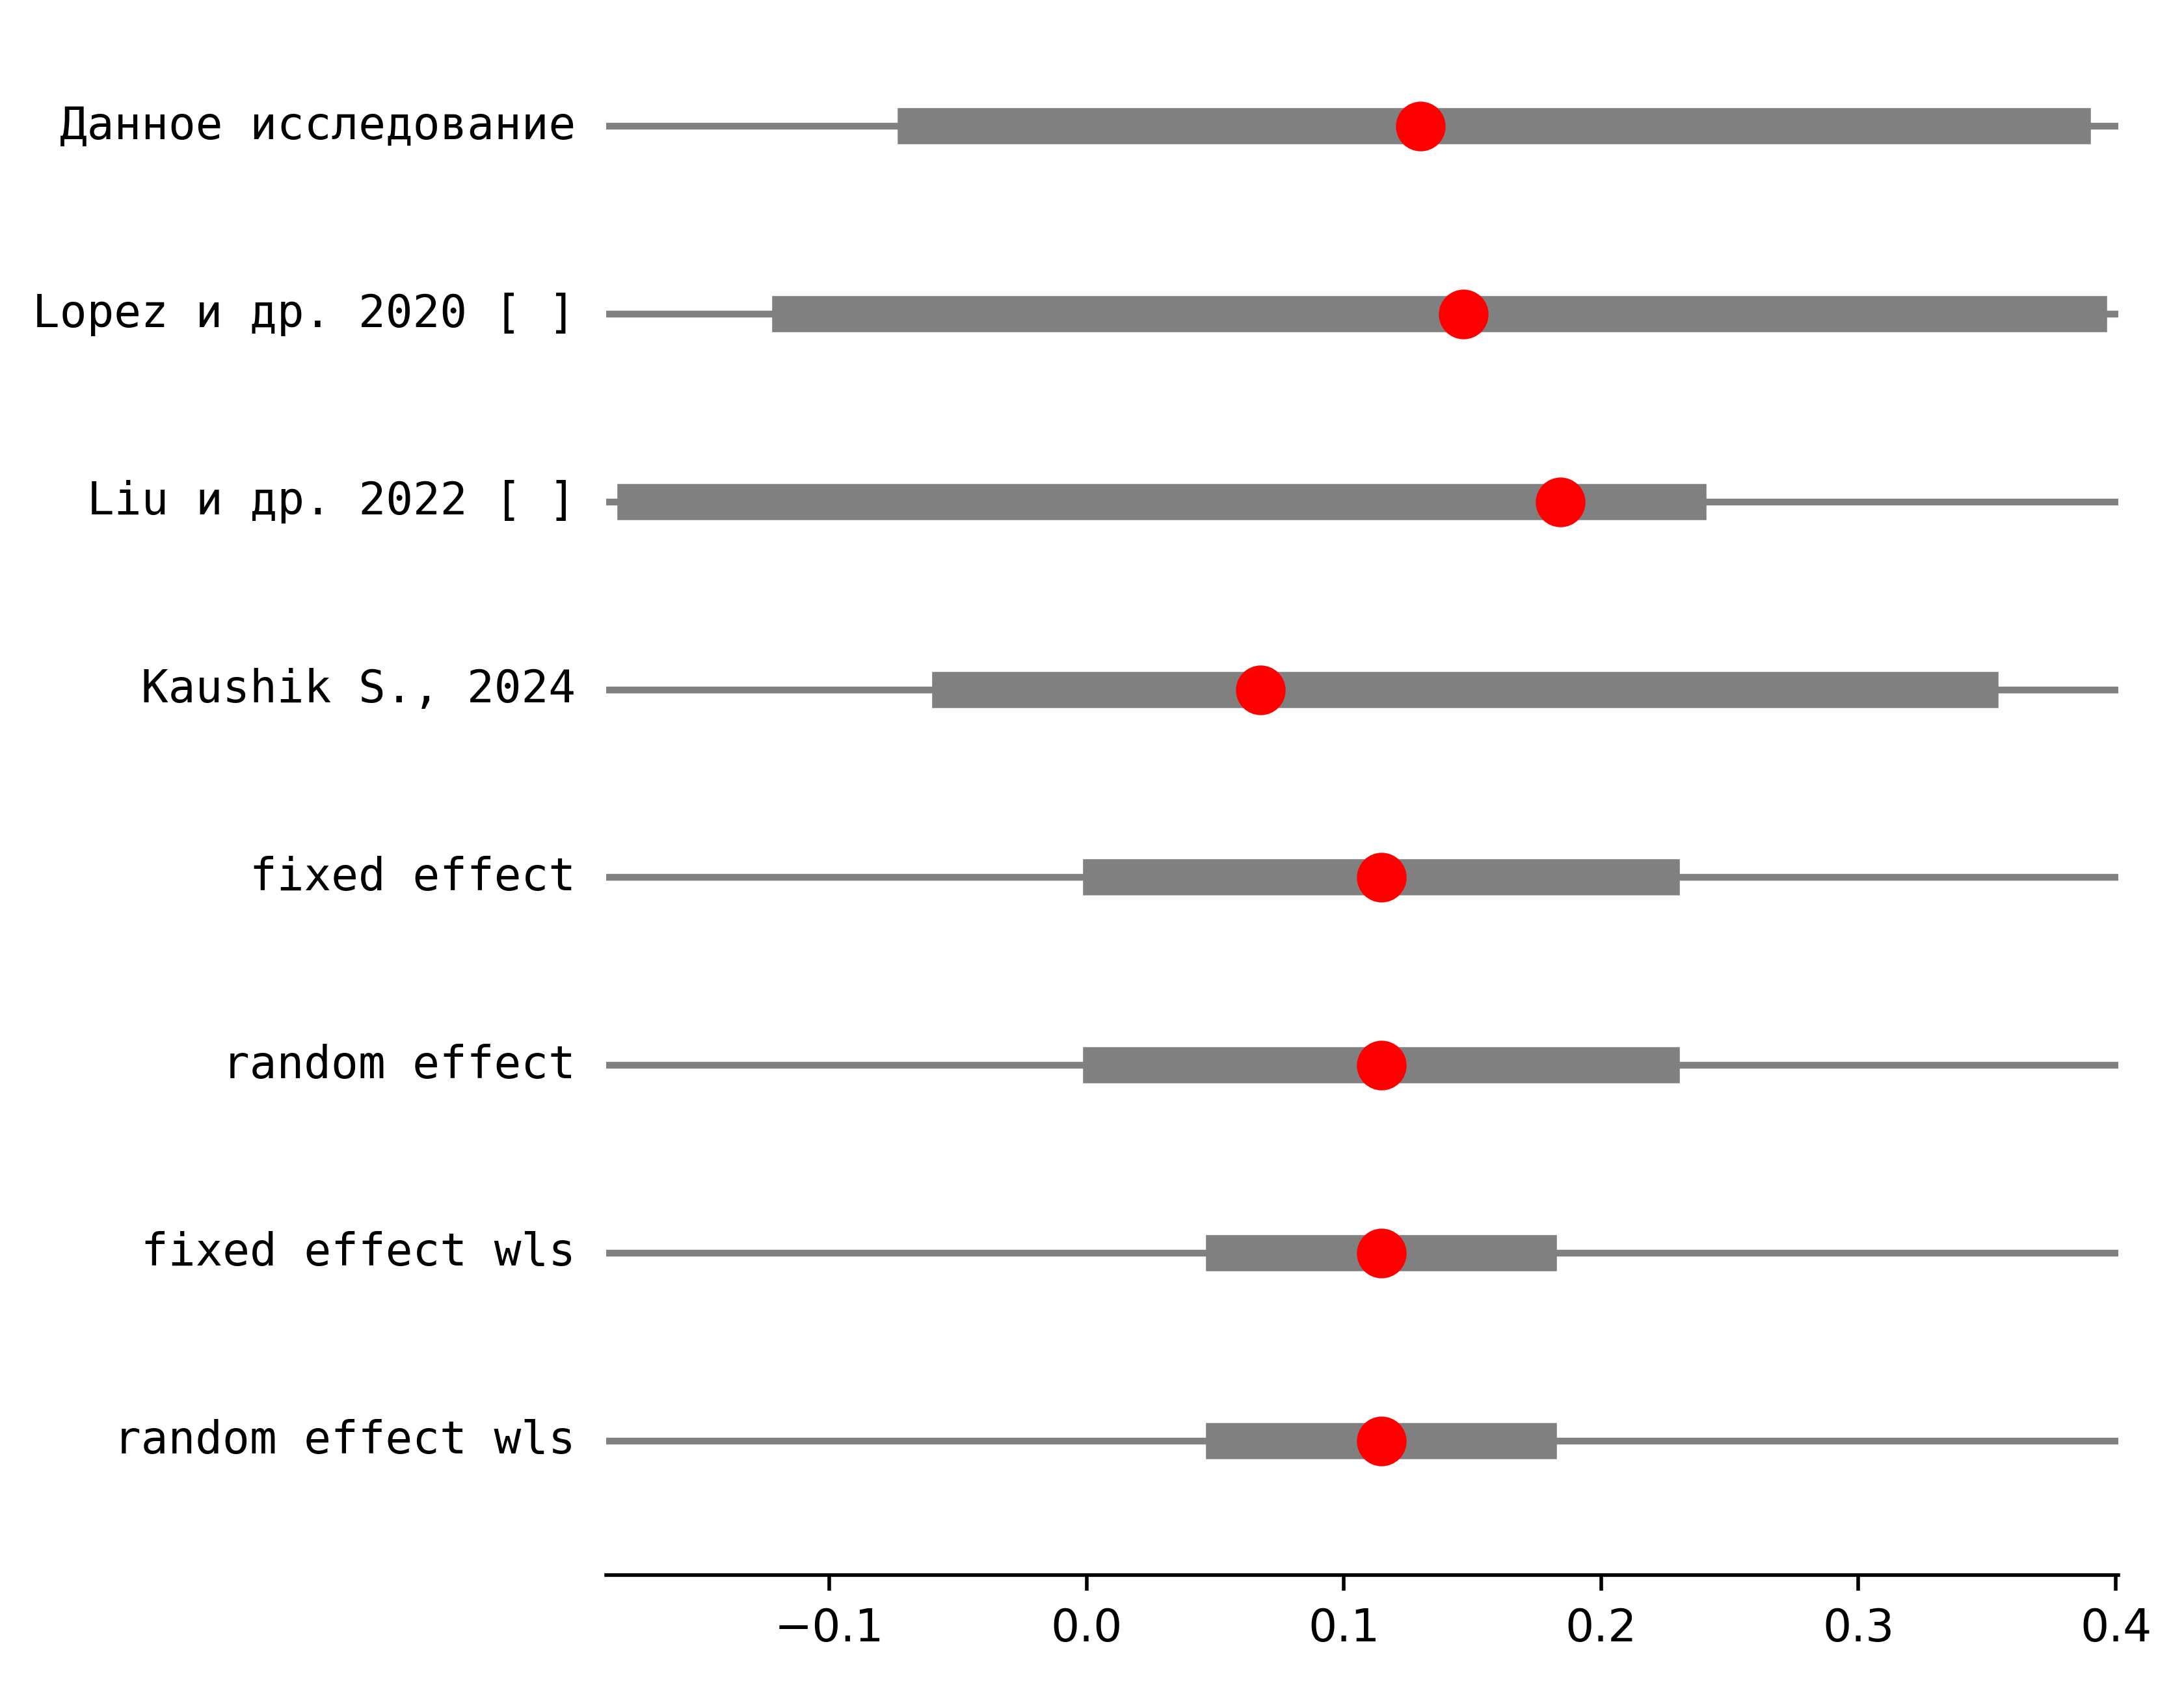 Данное исследование
Lopez и др. 2020 [ ]
Liu и др. 2022 [ ]
Kaushik S., 2024
fixed effect
random effect
fixed effect wls
random effect wls
−0.1 0.0 0.1 0.2 0.3 0.4